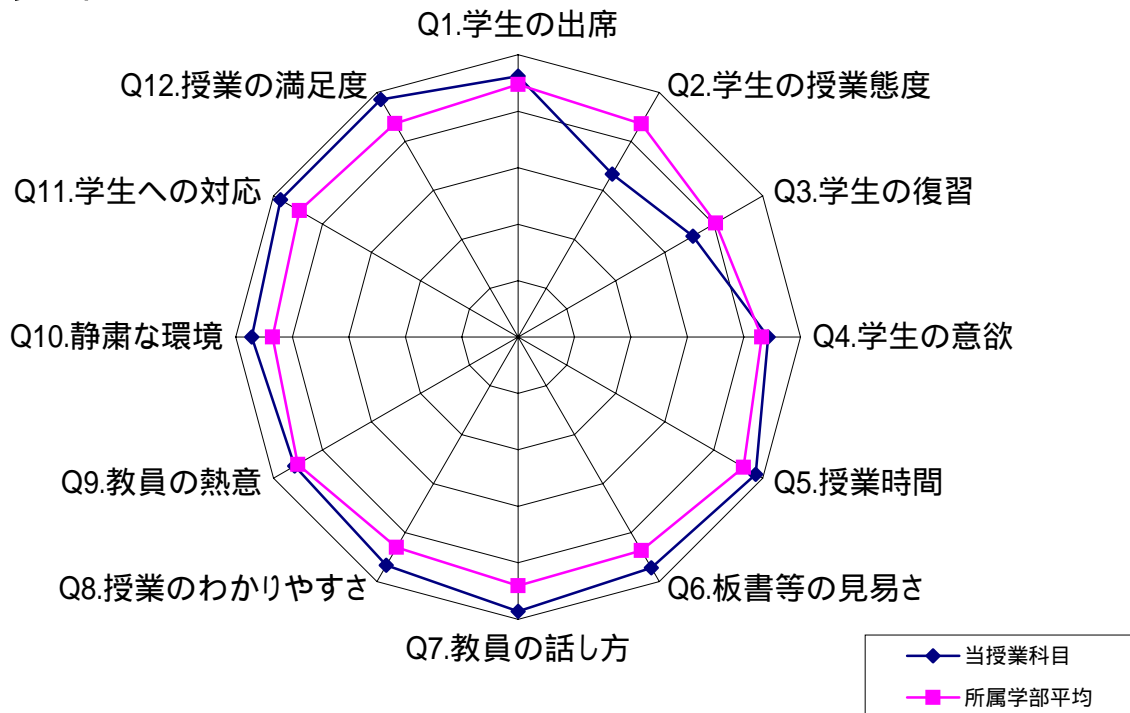 Q1.学生の出席
Q2.学生の授業態度
Q3.学生の復習
Q4.学生の意欲
Q5.授業時間
Q6.板書等の見易さ
Q7.教員の話し方
Q8.授業のわかりやすさ
Q9.教員の熱意
Q10.静粛な環境
Q11.学生への対応
Q12.授業の満足度
当授業科目
所属学部平均